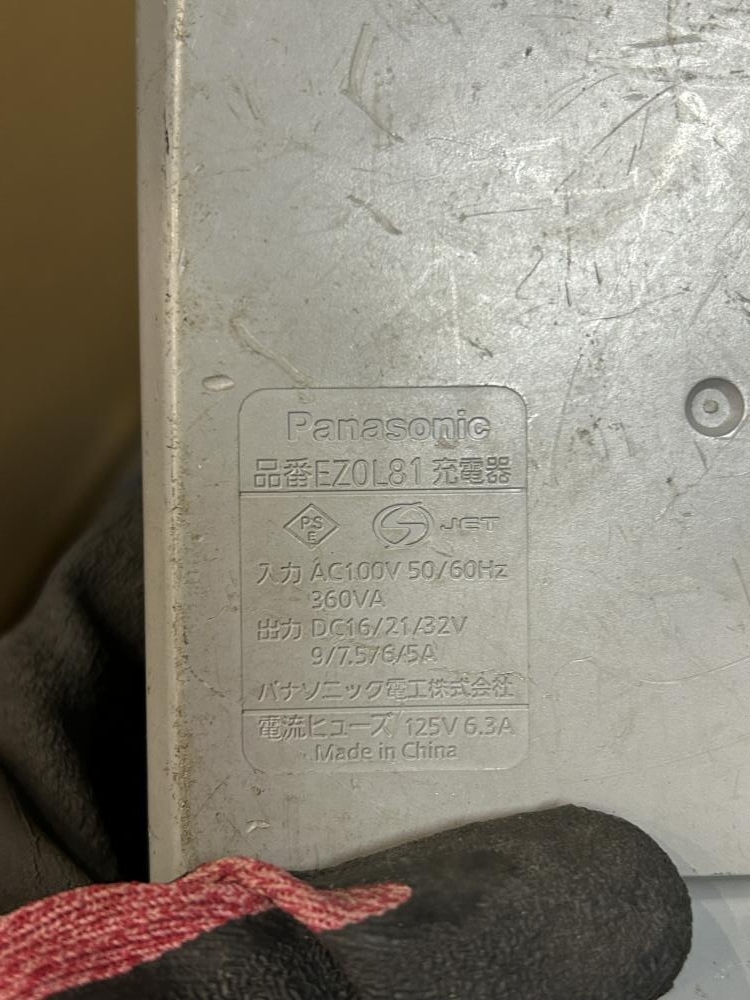 Panasonic
品番EZ0L81 充電器
PS
E
JET
入力 AC100V 50/60Hz
360VA
出力 DC16/21/32V
9/7.5/6/5A
パナソニック電工株式会社
電流ヒューズ/125V 6.3A
Made in China